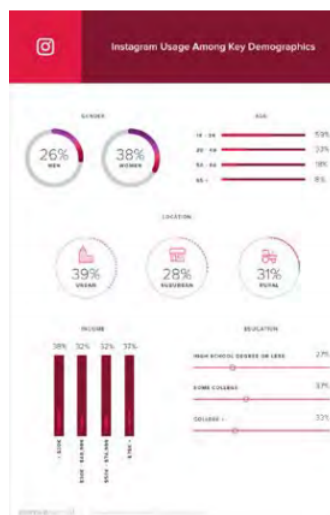 Instagram Usage Among Key Demographics
GENDER
AGE
26%
MEN
38%
WOMEN
18 - 29 59%
30 - 49 33%
50 - 64 18%
65 + 8%
LOCATION
39%
URBAN
28%
SUBURBAN
31%
RURAL
INCOME
EDUCATION
38% 32% 32% 37%
HIGH SCHOOL DEGREE OR LESS 27%
SOME COLLEGE 37%
COLLEGE + 33%
$75K +